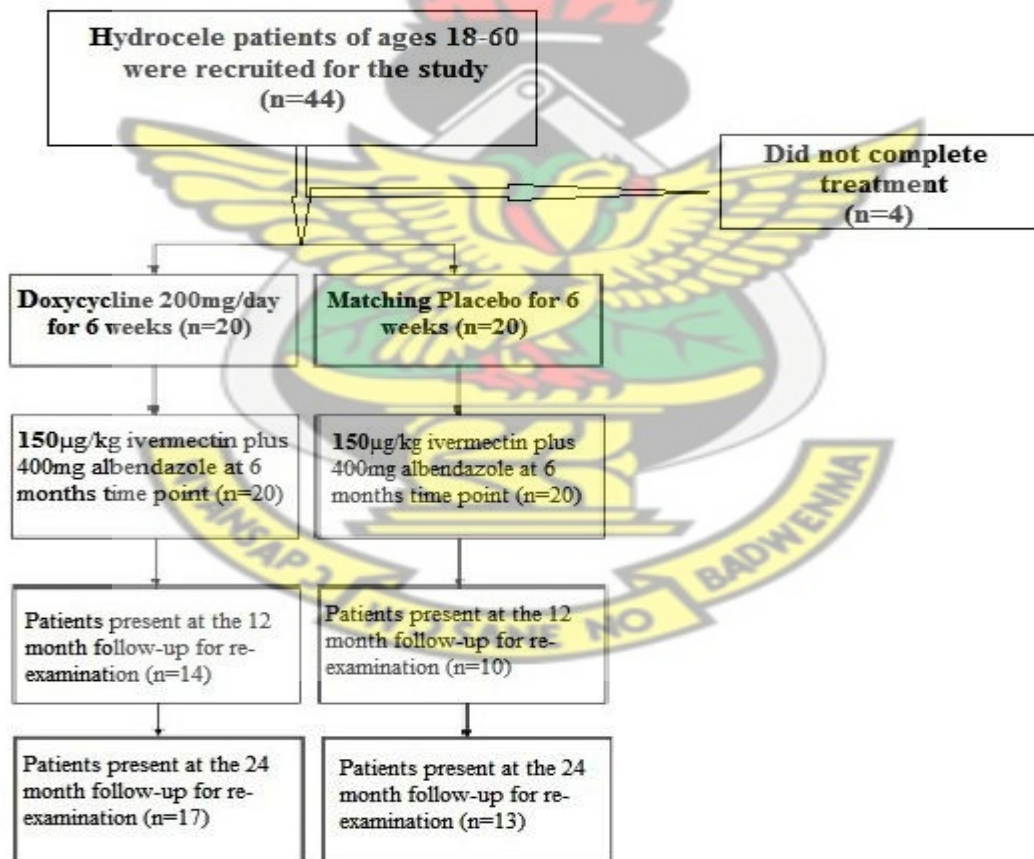 Hydrocele patients of ages 18-60
were recruited for the study
(n=44)
Did not complete
treatment
(n=4)
Doxycycline 200mg/day
for 6 weeks (n=20)
Matching Placebo for 6
weeks (n=20)
150µg/kg ivermectin plus
400mg albendazole at 6
months time point (n=20)
150µg/kg ivermectin plus
400mg albendazole at 6
months time point (n=20)
Patients present at the 12
month follow-up for re-
examination (n=14)
Patients present at the 12
month follow-up for re-
examination (n=10)
Patients present at the 24
month follow-up for re-
examination (n=17)
Patients present at the 24
month follow-up for re-
examination (n=13)
SANE NO
BADWENMA